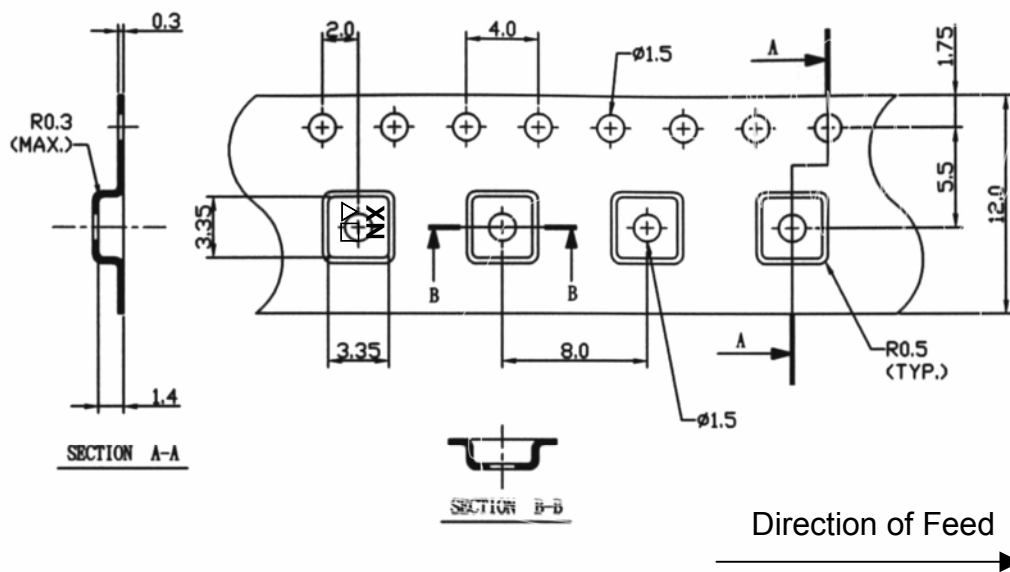 0.3
2.0
4.0
ø1.5
A
1.75
R0.3
(MAX.)
5.5
12.0
3.35
XN
B
B
3.35
8.0
A
R0.5
(TYP.)
1.4
ø1.5
SECTION A-A
SECTION B-B
Direction of Feed